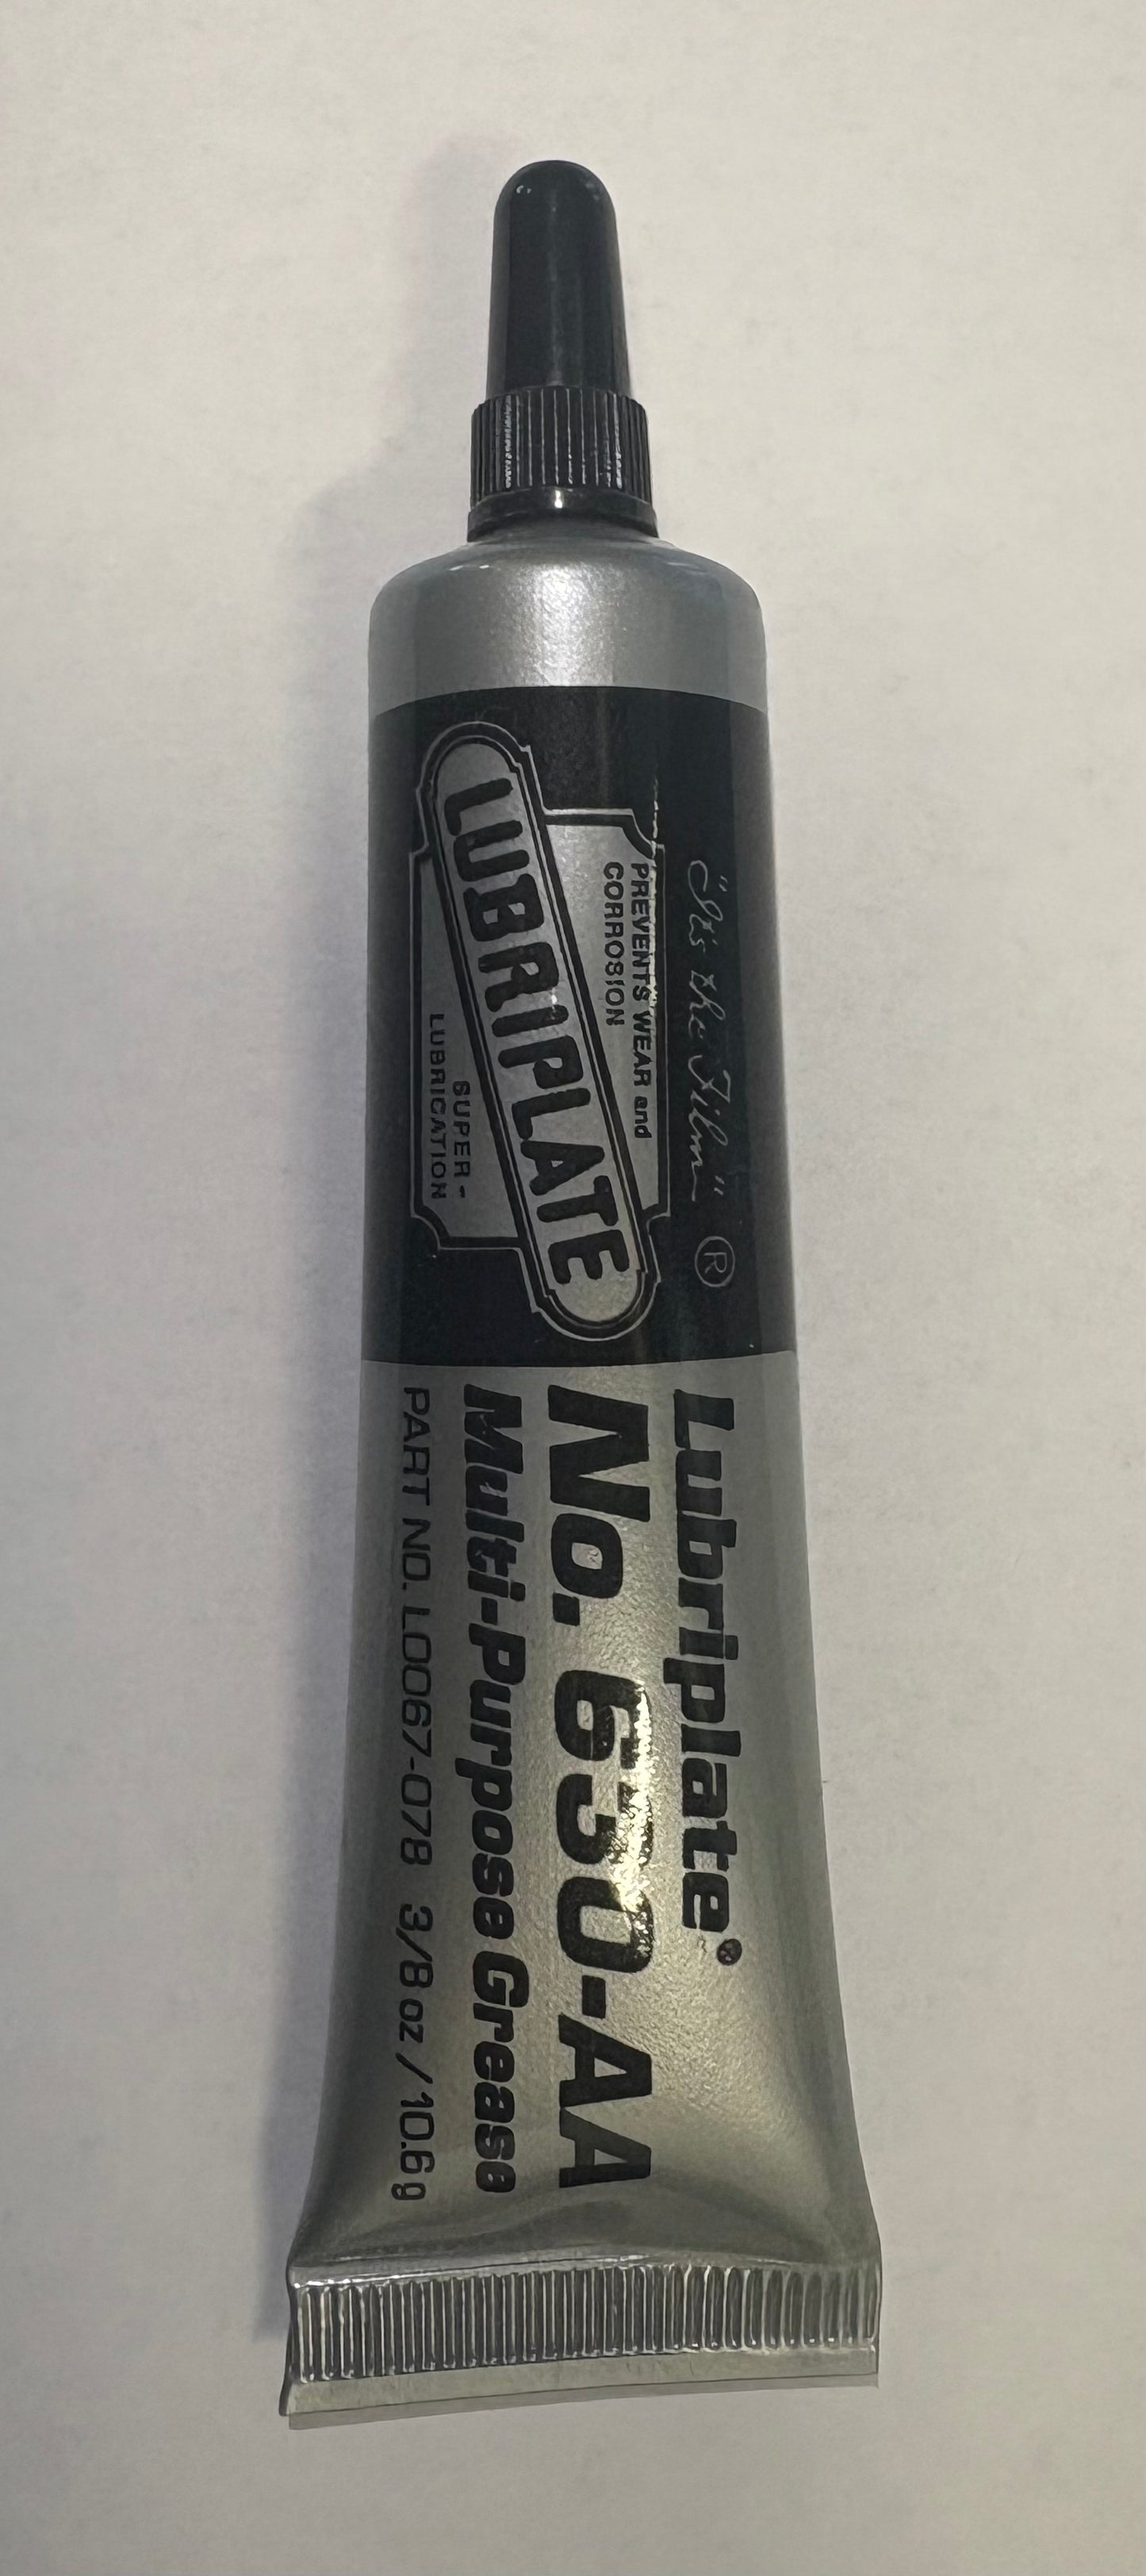 "It's the Film" ®
PREVENTS WEAR and
CORROSION
LUBRIPLATE
SUPER-
LUBRICATION
Lubriplate®
No. 630-AA
Multi-Purpose Grease
PART NO. L0067-078 3/8 oz / 10.6g